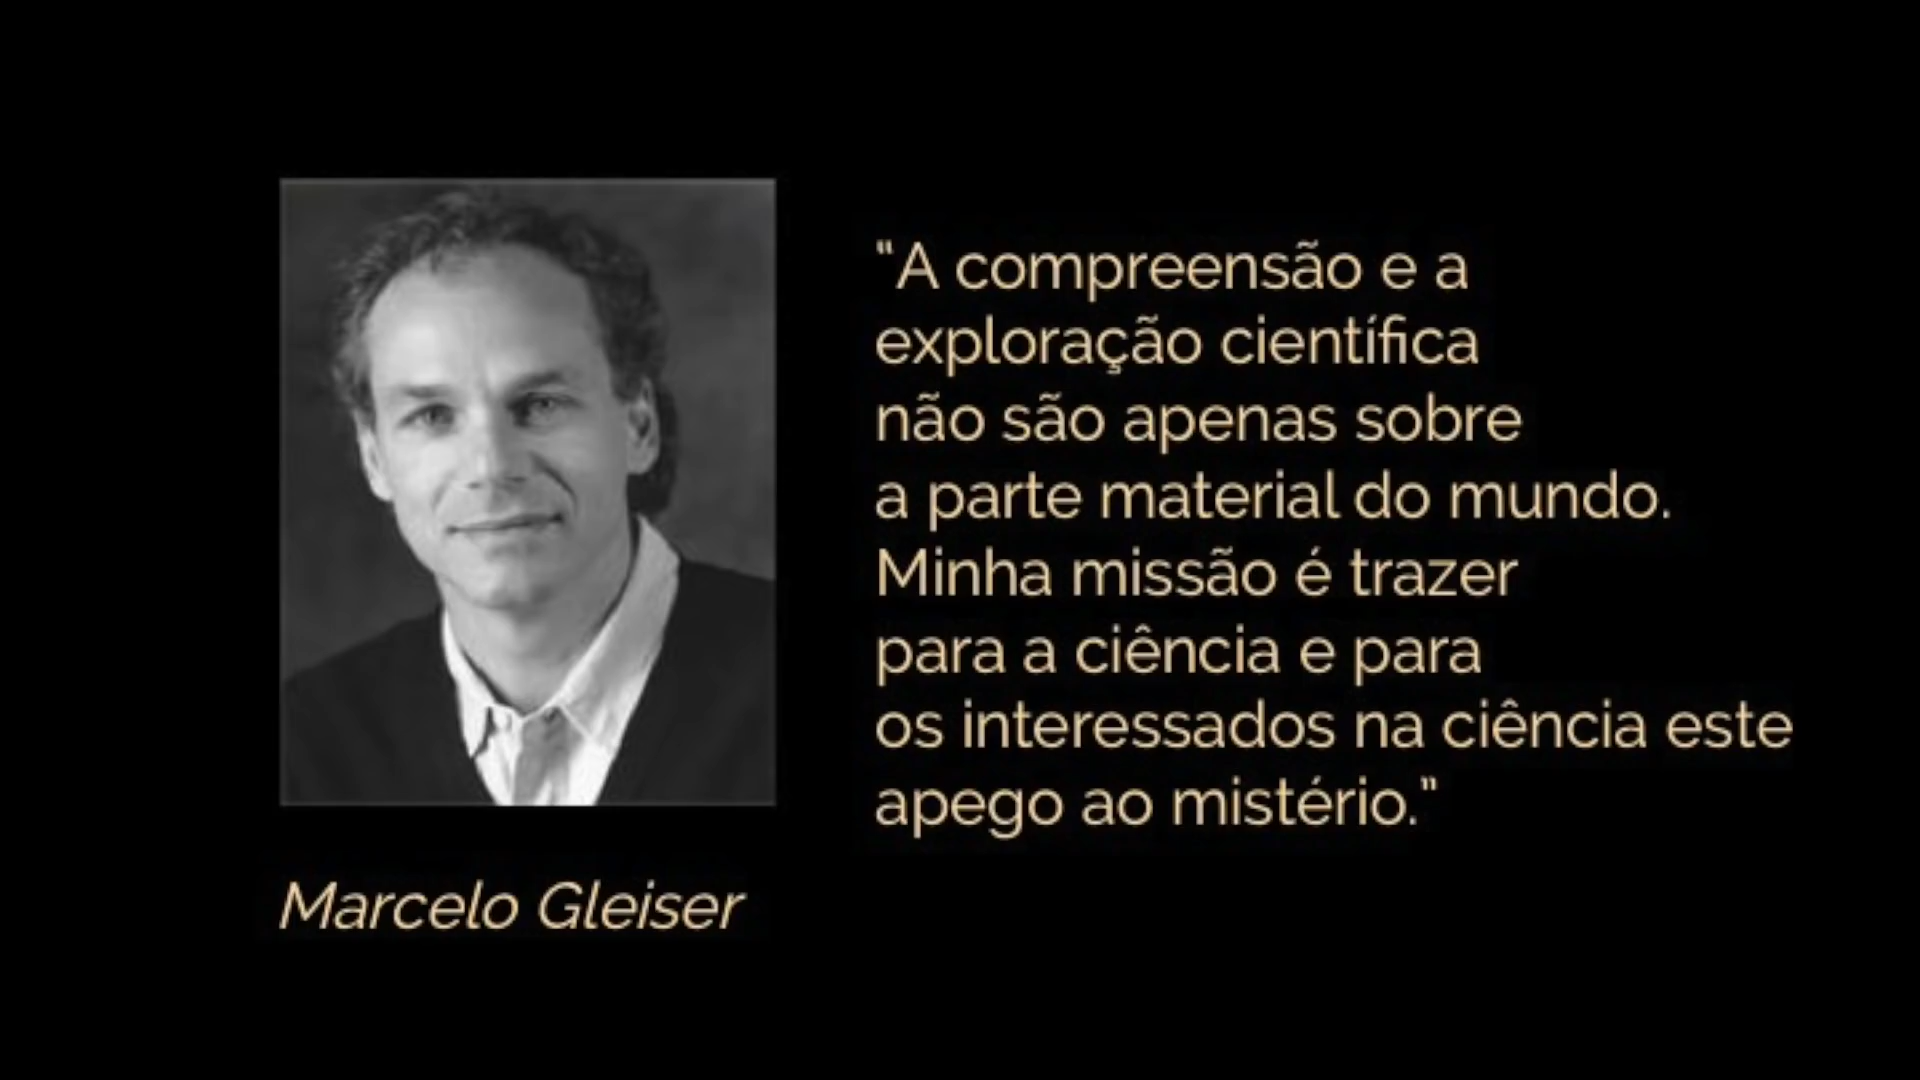 "A compreensão e a
exploração científica
não são apenas sobre
a parte material do mundo.
Minha missão é trazer
para a ciência e para
os interessados na ciência este
apego ao mistério."
Marcelo Gleiser